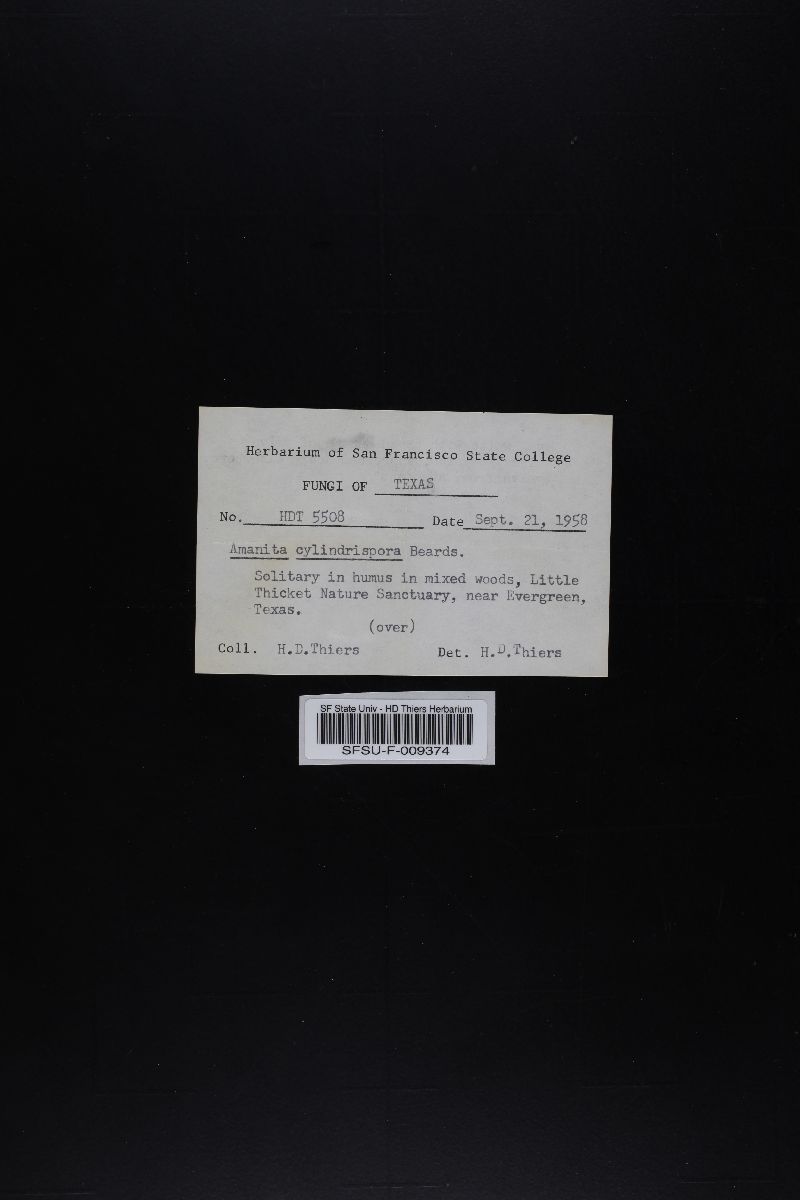 Herbarium of San Francisco State College
FUNGI OF TEXAS
No. HDT 5508 Date Sept. 21, 1958
Amanita cylindrispora Beards.
Solitary in humus in mixed woods, Little
Thicket Nature Sanctuary, near Evergreen,
Texas.
(over)
Coll. H.D.Thiers Det. H.D.Thiers
SF State Univ - HD Thiers Herbarium
SFSU-F-009374